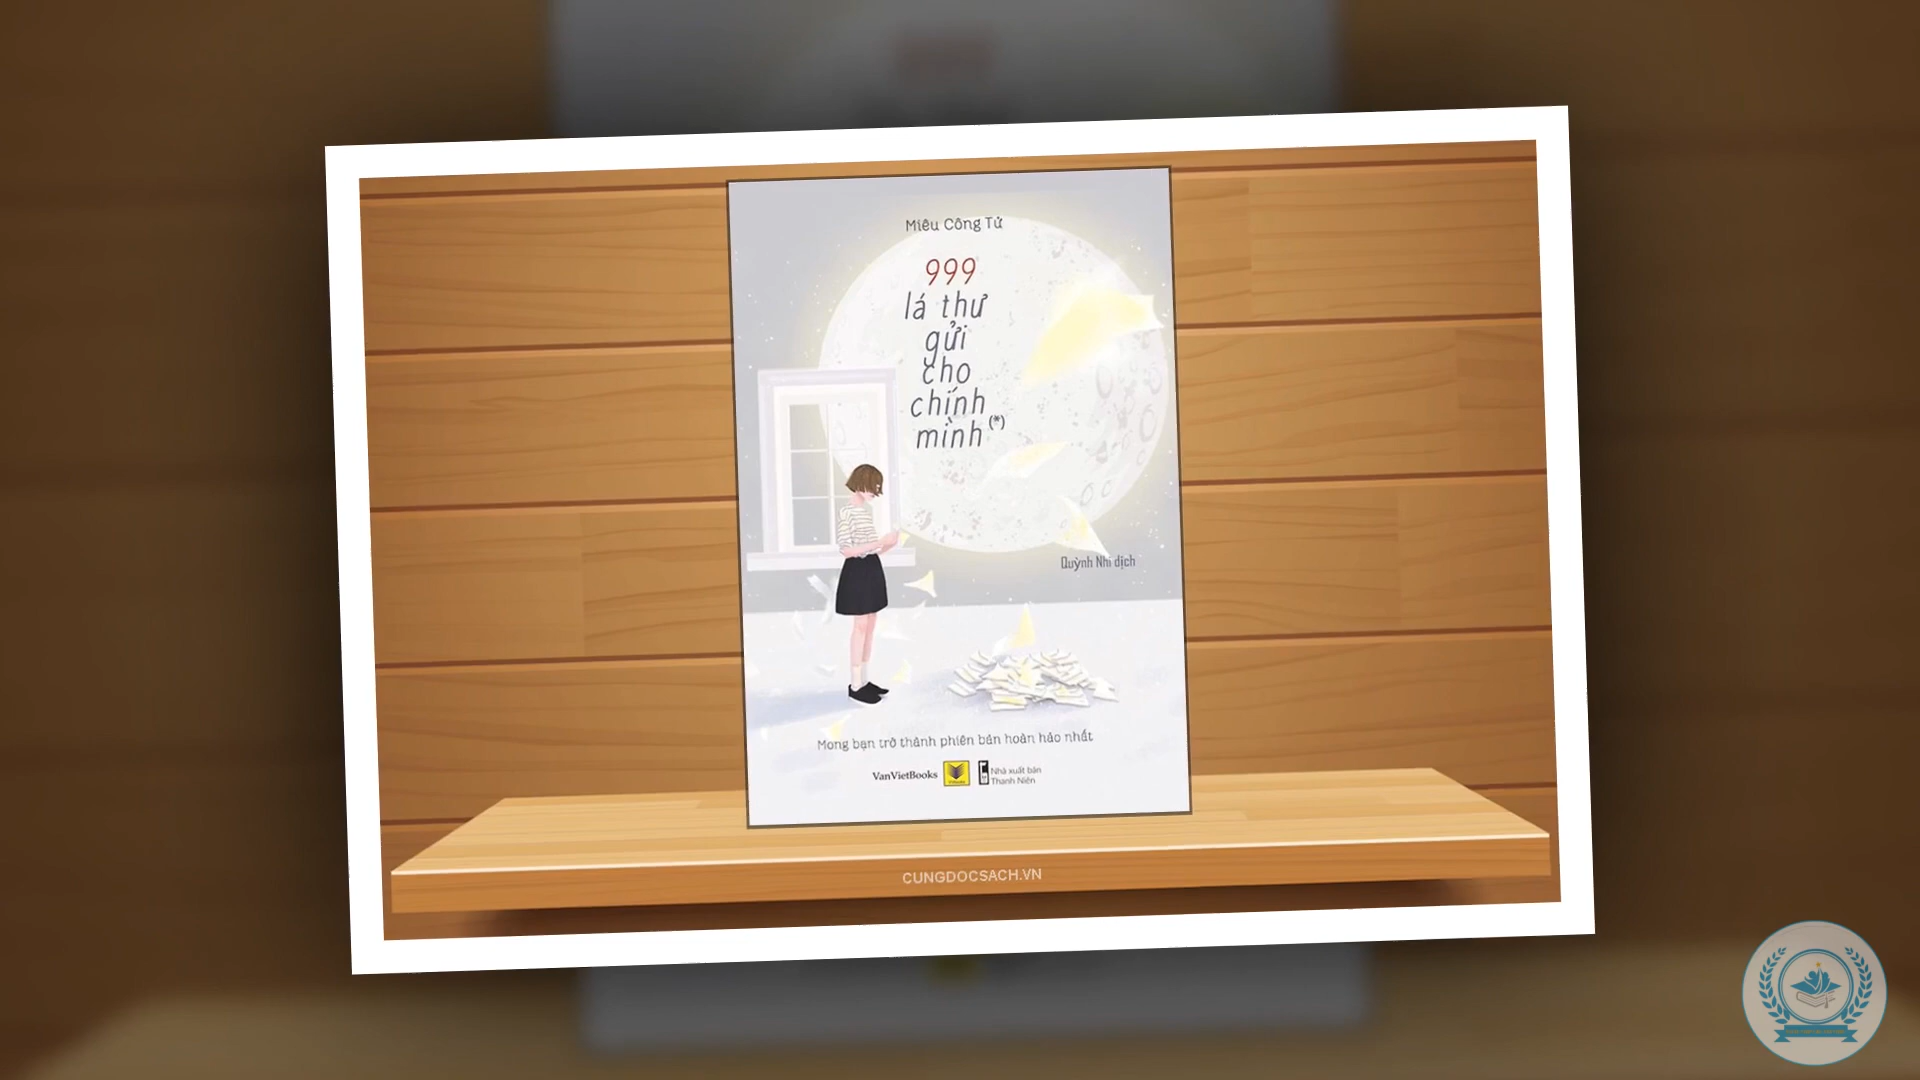 Miêu Công Tử
999
lá thư
gửi
cho
chính
mình (*)
Quỳnh Nhi dịch
Mong bạn trở thành phiên bản hoàn hảo nhất
VanVietBooks
Nhà xuất bản
Thanh Niên
CUNGDOCSACH.VN